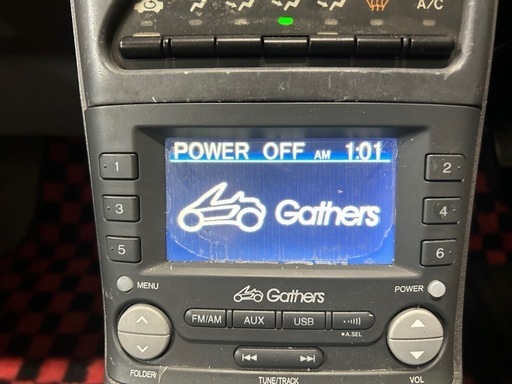 A/C
POWER OFF AM 1:01
Gathers
1
2
3
4
5
6
MENU
Gathers
POWER
FM/AM
AUX
USB
•A.SEL
FOLDER
TUNE/TRACK
VOL